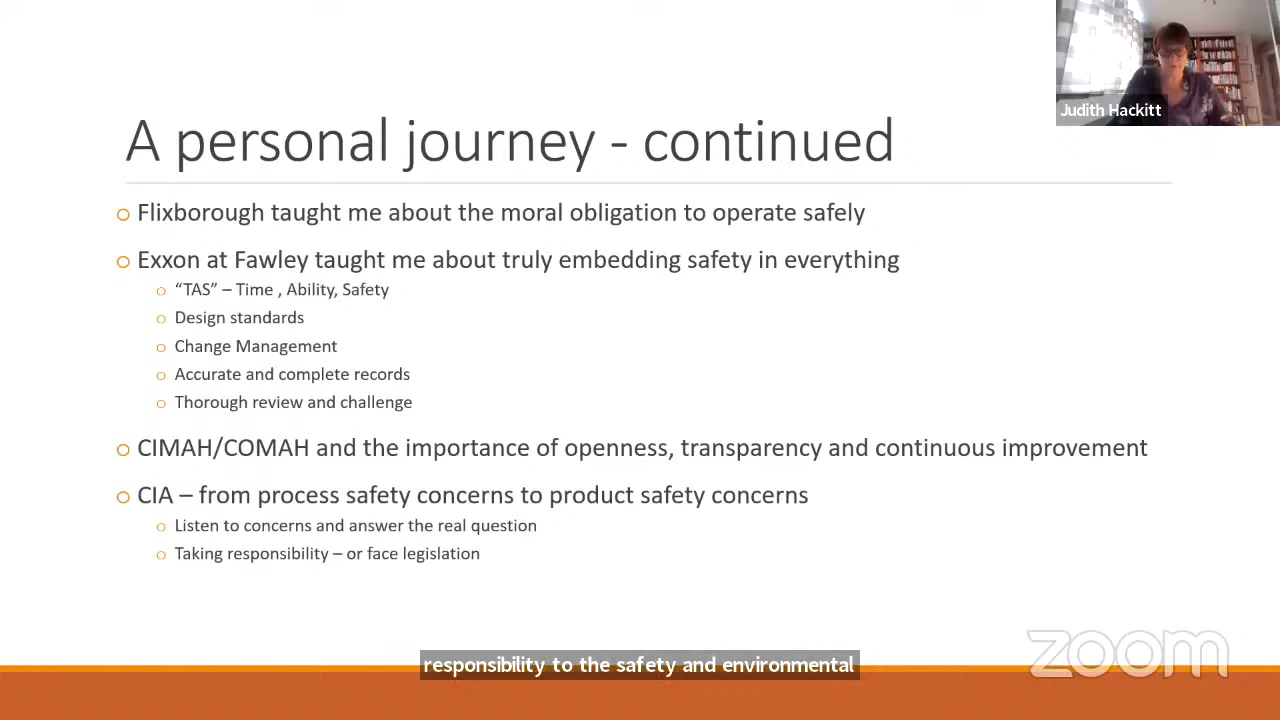 Judith Hackitt
A personal journey - continued
o Flixborough taught me about the moral obligation to operate safely
o Exxon at Fawley taught me about truly embedding safety in everything
o “TAS” – Time , Ability, Safety
o Design standards
o Change Management
o Accurate and complete records
o Thorough review and challenge
o CIMAH/COMAH and the importance of openness, transparency and continuous improvement
o CIA – from process safety concerns to product safety concerns
o Listen to concerns and answer the real question
o Taking responsibility – or face legislation
zoom
responsibility to the safety and environmental